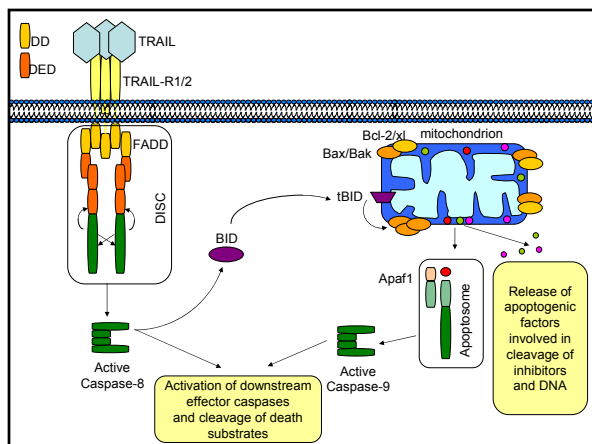 DD
DED
TRAIL
TRAIL-R1/2
FADD
DISC
Bcl-2/xl
mitochondrion
Bax/Bak
tBID
BID
Apaf1
Apoptosome
Active
Caspase-8
Active
Caspase-9
Activation of downstream
effector caspases
and cleavage of death
substrates
Release of
apoptogenic
factors
involved in
cleavage of
inhibitors
and DNA